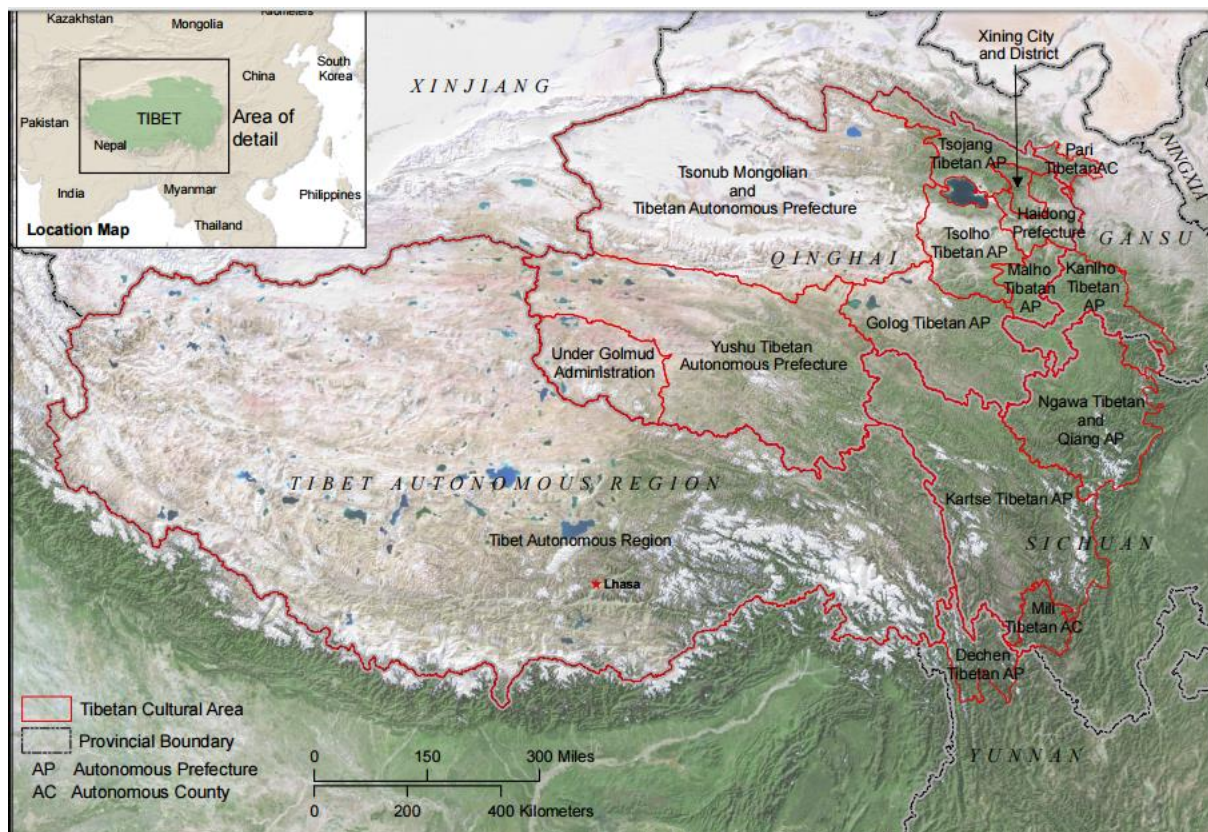 Kazakhstan
Kilometers
Mongolia
China
South
Korea
TIBET
Area of
detail
Pakistan
Nepal
India
Myanmar
Philippines
Thailand
Location Map
Xining City
and District
XINJIANG
NINGXIA
Tsojang
Tibetan AP
Pari
TibetanAC
Tsonub Mongolian
and
Tibetan Autonomous Prefecture
Haidong
Prefecture
GANSU
Tsolho
Tibetan AP
QINGHAI
Malho
Tibatan
AP
Kanlho
Tibetan
AP
Golog Tibetan AP
Under Golmud
Administration
Yushu Tibetan
Autonomous Prefecture
Ngawa Tibetan
and
Qiang AP
TIBET AUTONOMOUS REGION
Kartse Tibetan AP
Tibet Autonomous Region
SICHUAN
Lhasa
Mill
Tibetan AC
Dechen
Tibetan AP
YUNNAN
Tibetan Cultural Area
Provincial Boundary
AP Autonomous Prefecture
AC Autonomous County
0 150 300 Miles
0 200 400 Kilometers